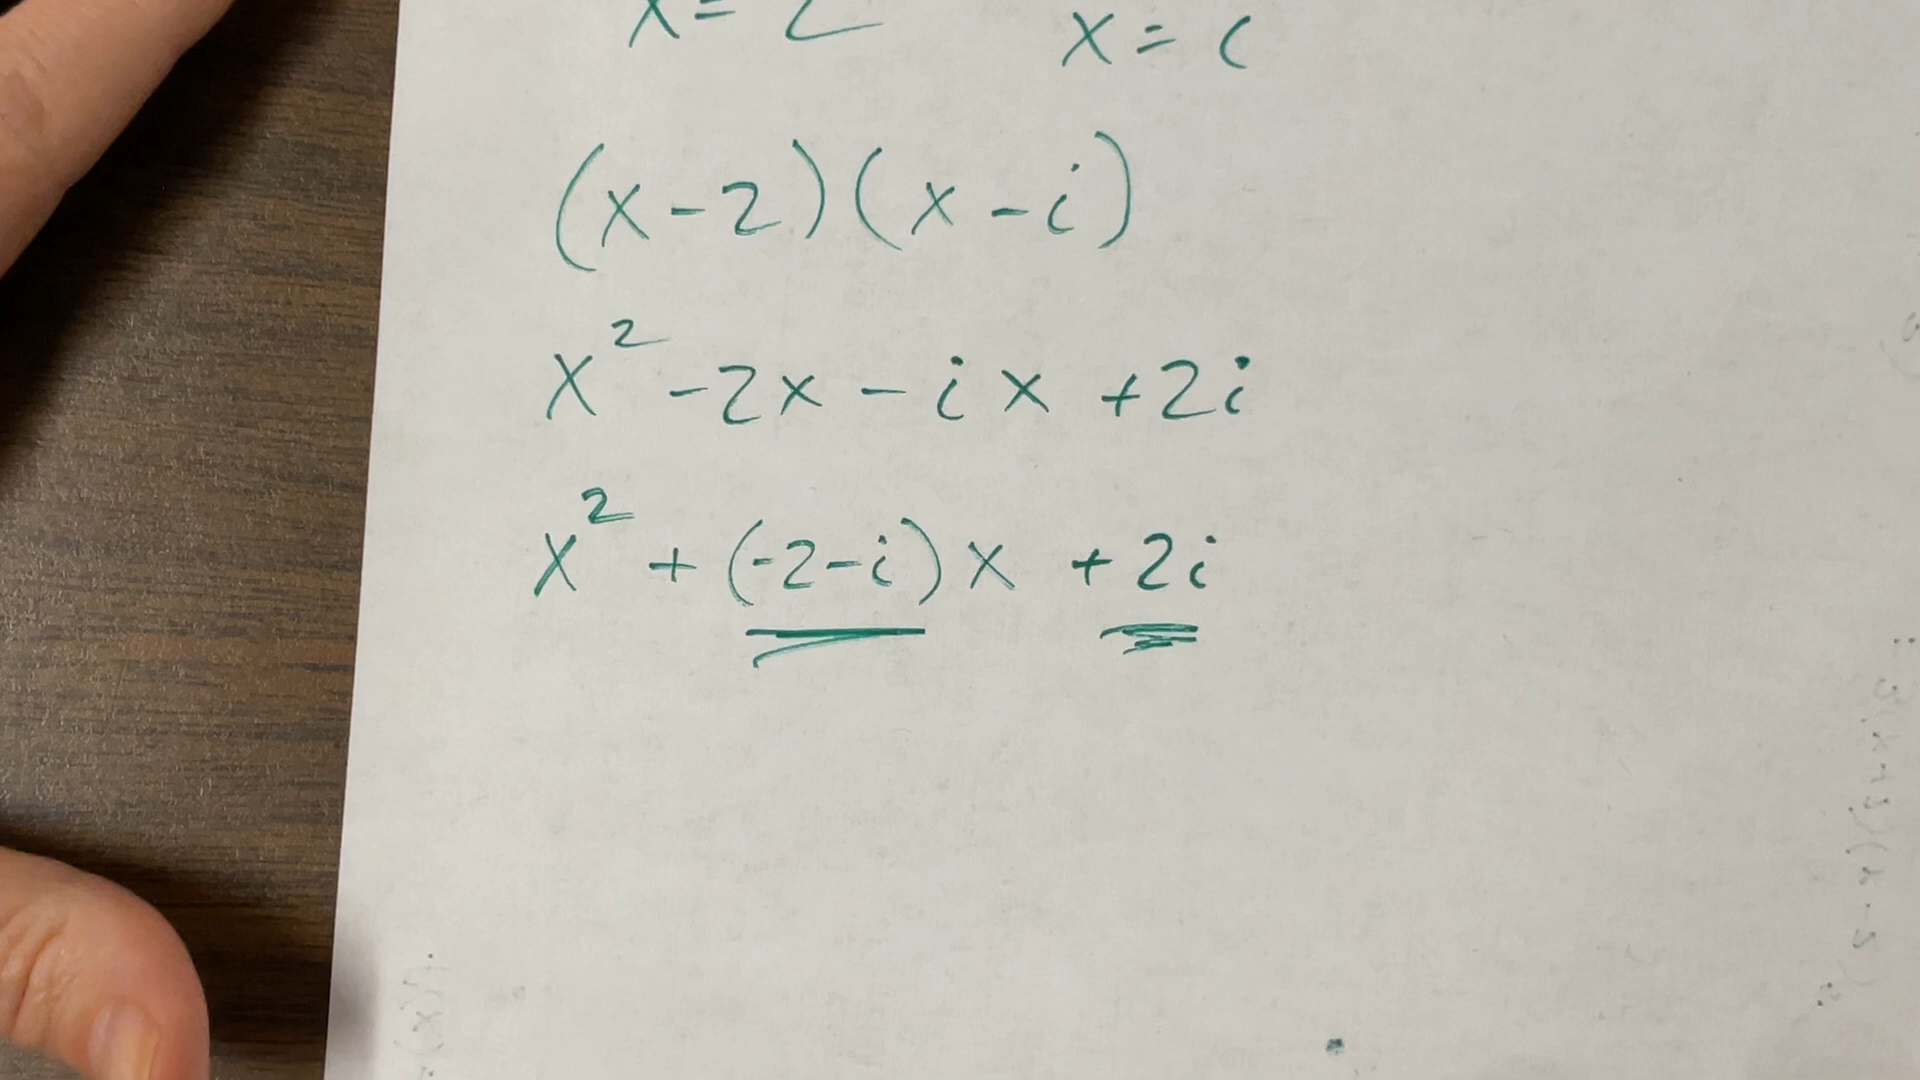 x = 2 x = i
(x - 2)(x - i)
x² - 2x - ix + 2i
x² + (-2-i)x + 2i